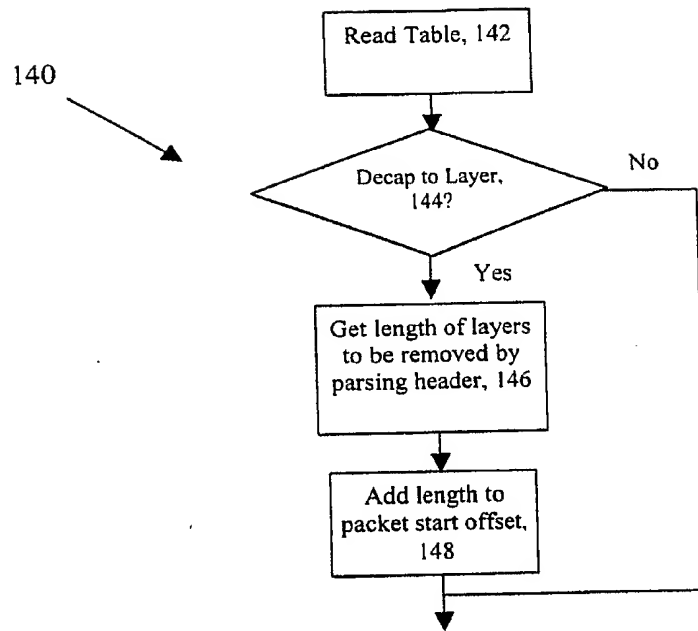 Read Table, 142
140
Decap to Layer,
144?
No
Yes
Get length of layers
to be removed by
parsing header, 146
Add length to
packet start offset,
148